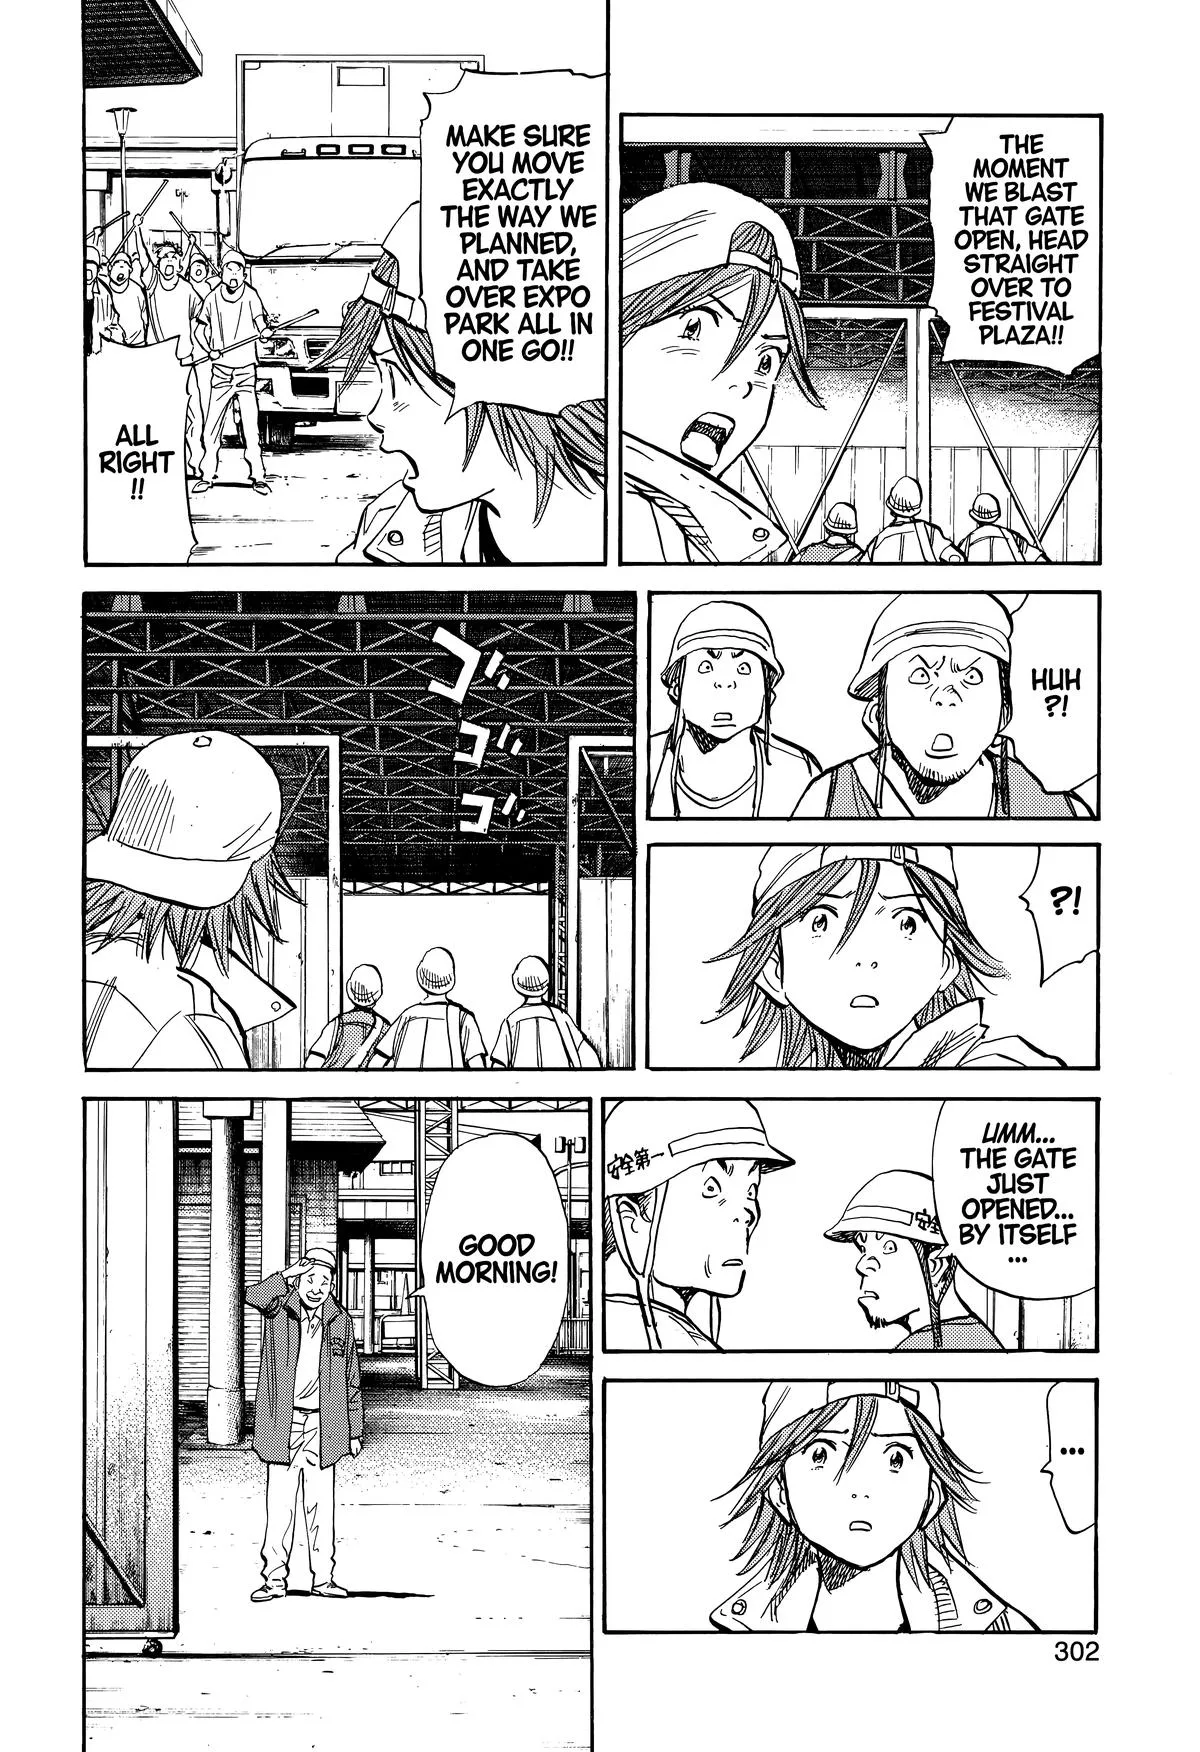 THE
MOMENT
WE BLAST
THAT GATE
OPEN, HEAD
STRAIGHT
OVER TO
FESTIVAL
PLAZA!!
MAKE SURE
YOU MOVE
EXACTLY
THE WAY WE
PLANNED,
AND TAKE
OVER EXPO
PARK ALL IN
ONE GO!!
ALL
RIGHT
!!
HUH
?!
?!
ゴ゛
ゴ゛
ゴ゛
UMM...
THE GATE
JUST
OPENED...
BY ITSELF
...
安全第一
安全
...
GOOD
MORNING!
302